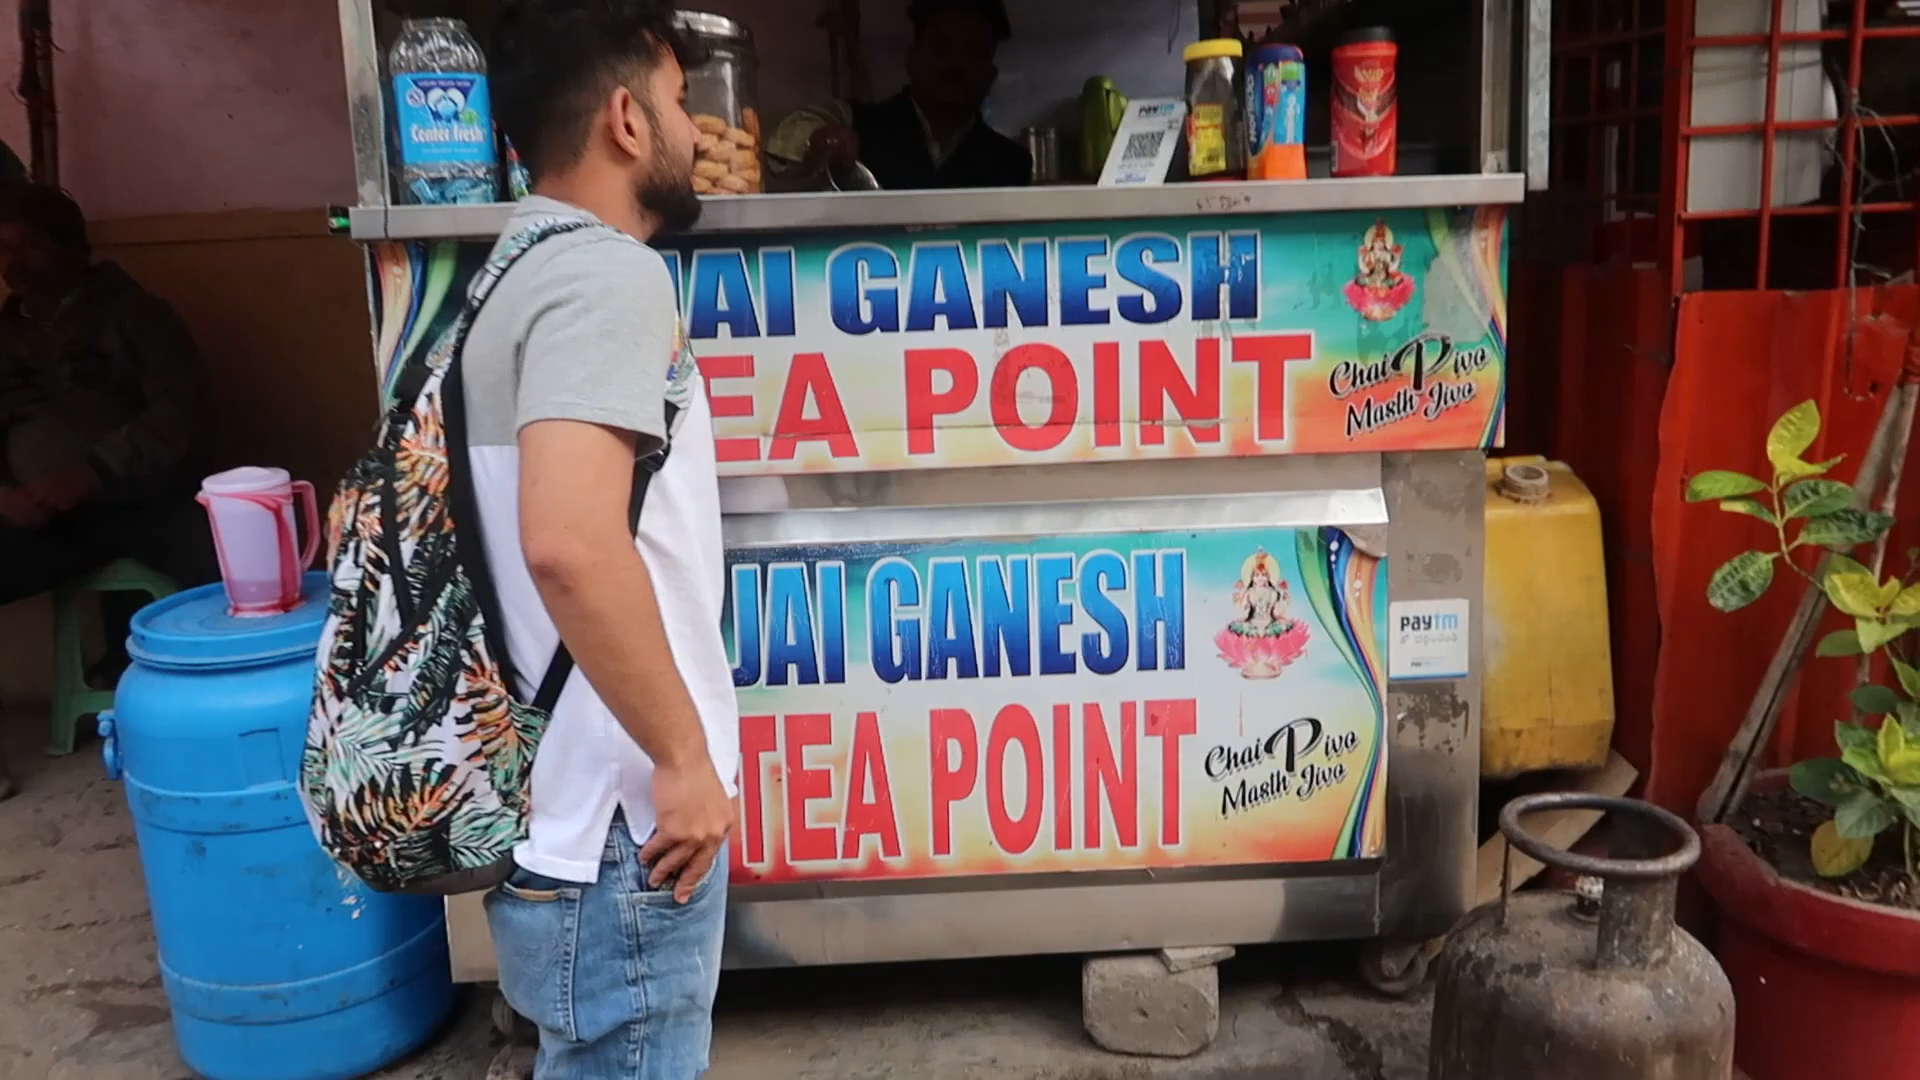 Center fresh
paytm
JAI GANESH
EA POINT
Chai Pivo
Masth Jivo
JAI GANESH
TEA POINT
Chai Pivo
Masth Jivo
paytm